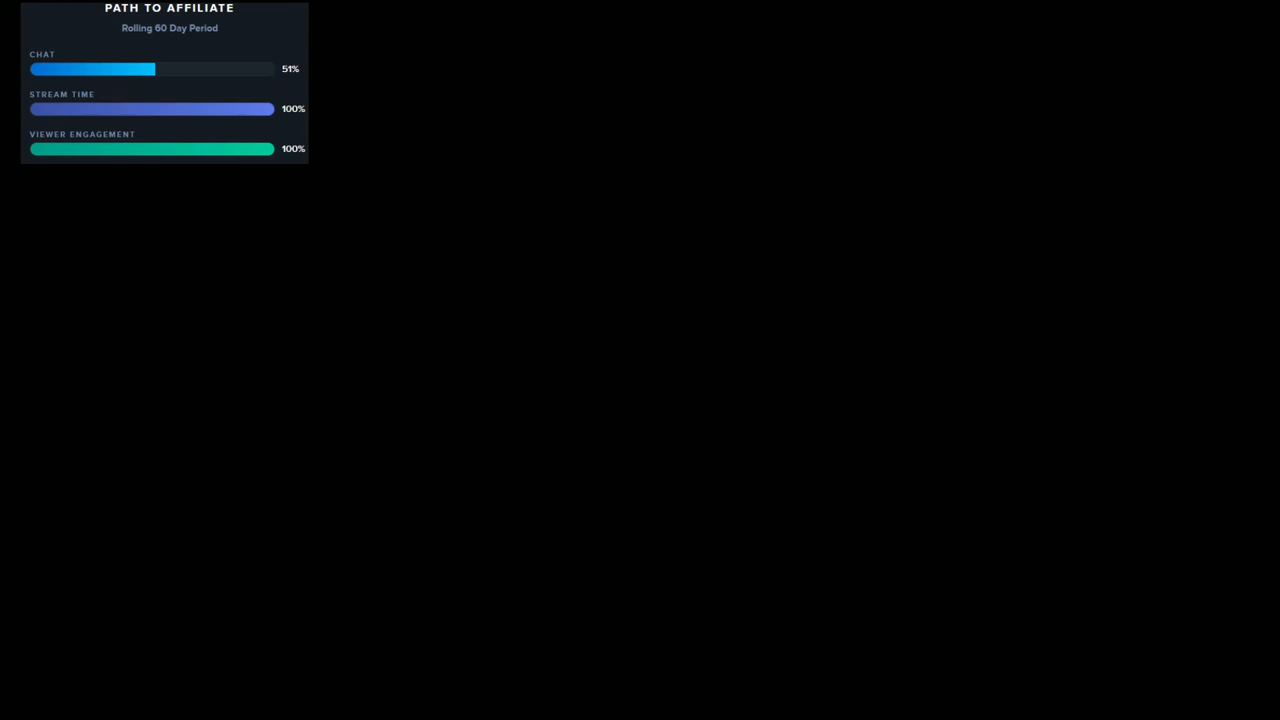 PATH TO AFFILIATE
Rolling 60 Day Period
CHAT
51%
STREAM TIME
100%
VIEWER ENGAGEMENT
100%